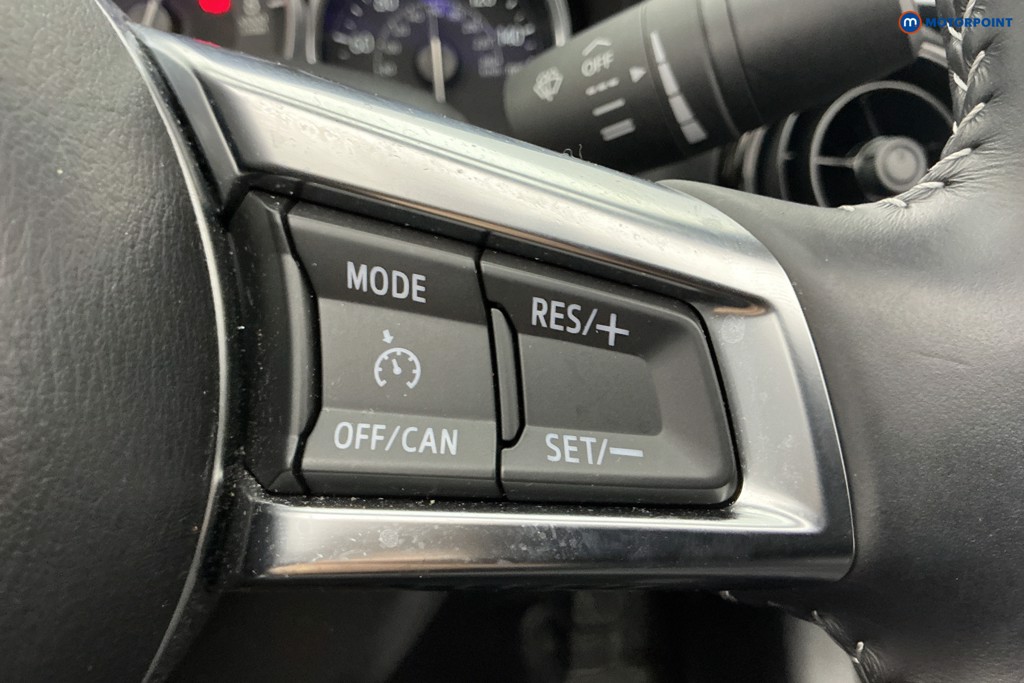 MOTORPOINT
OFF
MODE
RES/+
OFF/CAN
SET/−